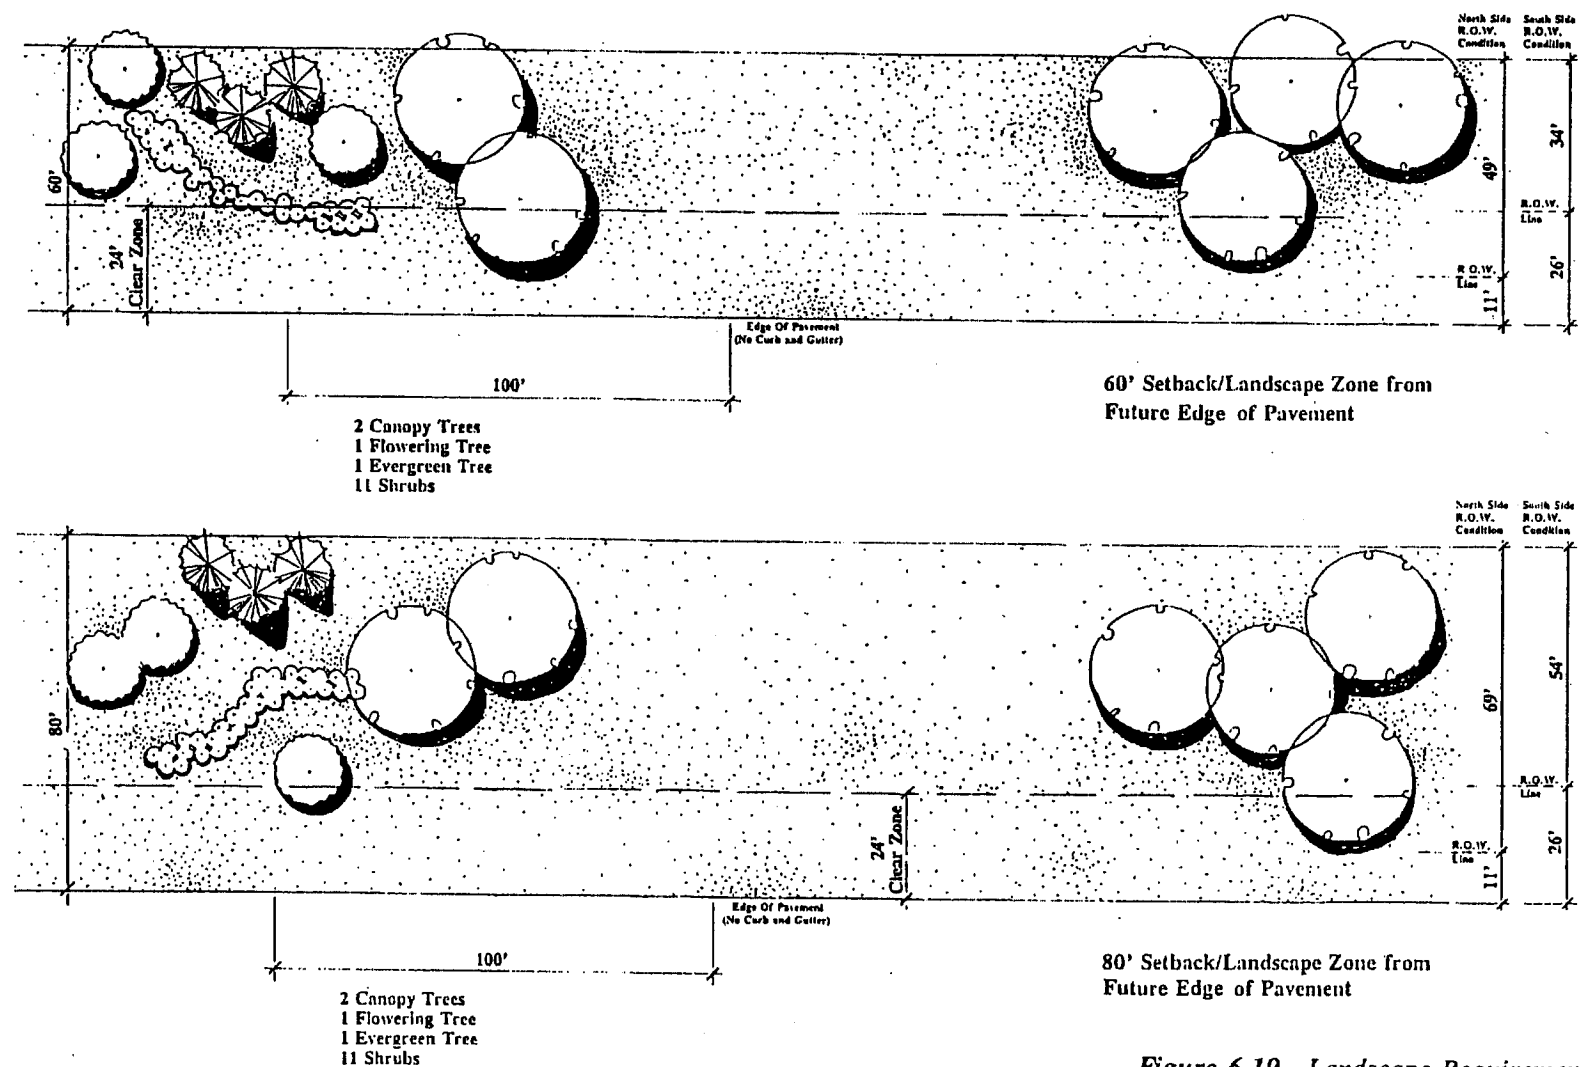 North Side
R.O.W.
Condition
South Side
R.O.W.
Condition
60'
24'
Clear Zone
49'
34'
R.O.W.
Line
R.O.W.
Line
11'
26'
Edge Of Pavement
(No Curb and Gutter)
100'
2 Canopy Trees
1 Flowering Tree
1 Evergreen Tree
11 Shrubs
60' Setback/Landscape Zone from
Future Edge of Pavement
North Side
R.O.W.
Condition
South Side
R.O.W.
Condition
80'
24'
Clear Zone
69'
54'
R.O.W.
Line
R.O.W.
Line
11'
26'
Edge Of Pavement
(No Curb and Gutter)
100'
2 Canopy Trees
1 Flowering Tree
1 Evergreen Tree
11 Shrubs
80' Setback/Landscape Zone from
Future Edge of Pavement
Figure 6.10 Landscape